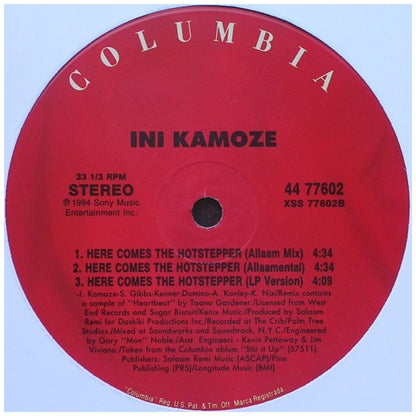 COLUMBIA
INI KAMOZE
33 1/3 RPM
STEREO
℗1994 Sony Music
Entertainment Inc.
44 77602
XSS 77602B
1. HERE COMES THE HOTSTEPPER (Allaam Mix) 4:34
2. HERE COMES THE HOTSTEPPER (Allaamental) 4:34
3. HERE COMES THE HOTSTEPPER (LP Version) 4:09
-I. Kamoze-S. Gibbs-Kenner-Domino-A. Konley-K. Nix/Remix contains
a sample of "Heartbeat" by Taana Gardener./Licensed from West
End Records and Sugar Biscuit/Kenix Music./Produced by Salaam
Remi for Dashiki Productions Inc./Recorded at The Crib/Palm Tree
Studios./Mixed at Soundworks and Soundtrack, N.Y.C./Engineered
by Gary "Mon" Noble./Asst. Engineers - Kevin Pettaway & Jim
Viviano./Taken from the Columbia ablum "Stir it Up" (57511).
Publishers: Salaam Remi Music (ASCAP)/Pine
Publishing (PRS)/Longitude Music (BMI)
"Columbia" Reg. U.S. Pat. & Tm. Off. Marca Registrada.